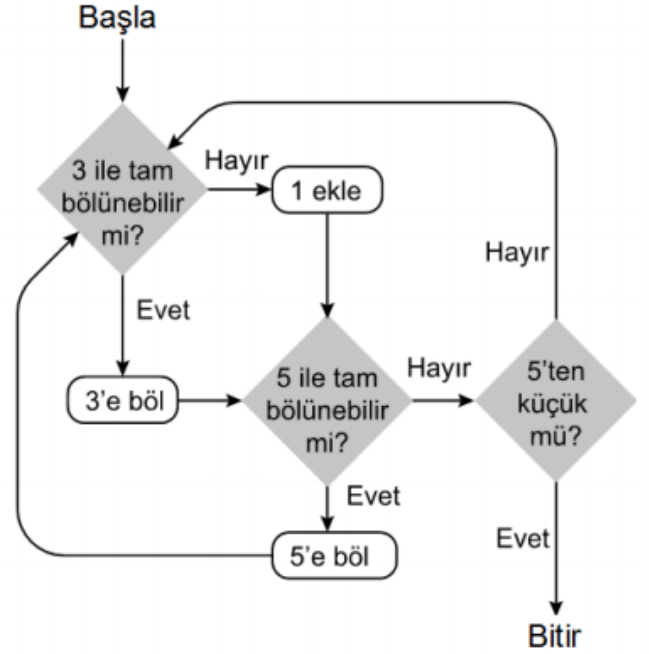 Başla
3 ile tam
bölünebilir
mi?
Hayır
1 ekle
Hayır
Evet
3'e böl
5 ile tam
bölünebilir
mi?
Hayır
5'ten
küçük
mü?
Evet
5'e böl
Evet
Bitir